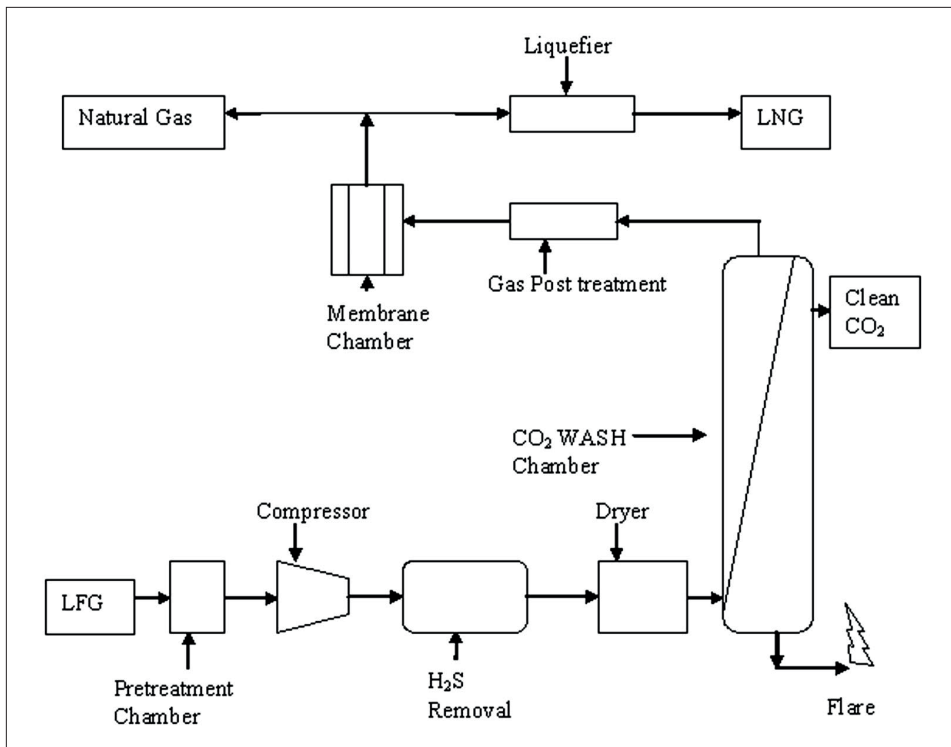 Liquefier
Natural Gas
LNG
Gas Post treatment
Membrane
Chamber
Clean
CO₂
CO₂ WASH
Chamber
Compressor
Dryer
LFG
Pretreatment
Chamber
H₂S
Removal
Flare